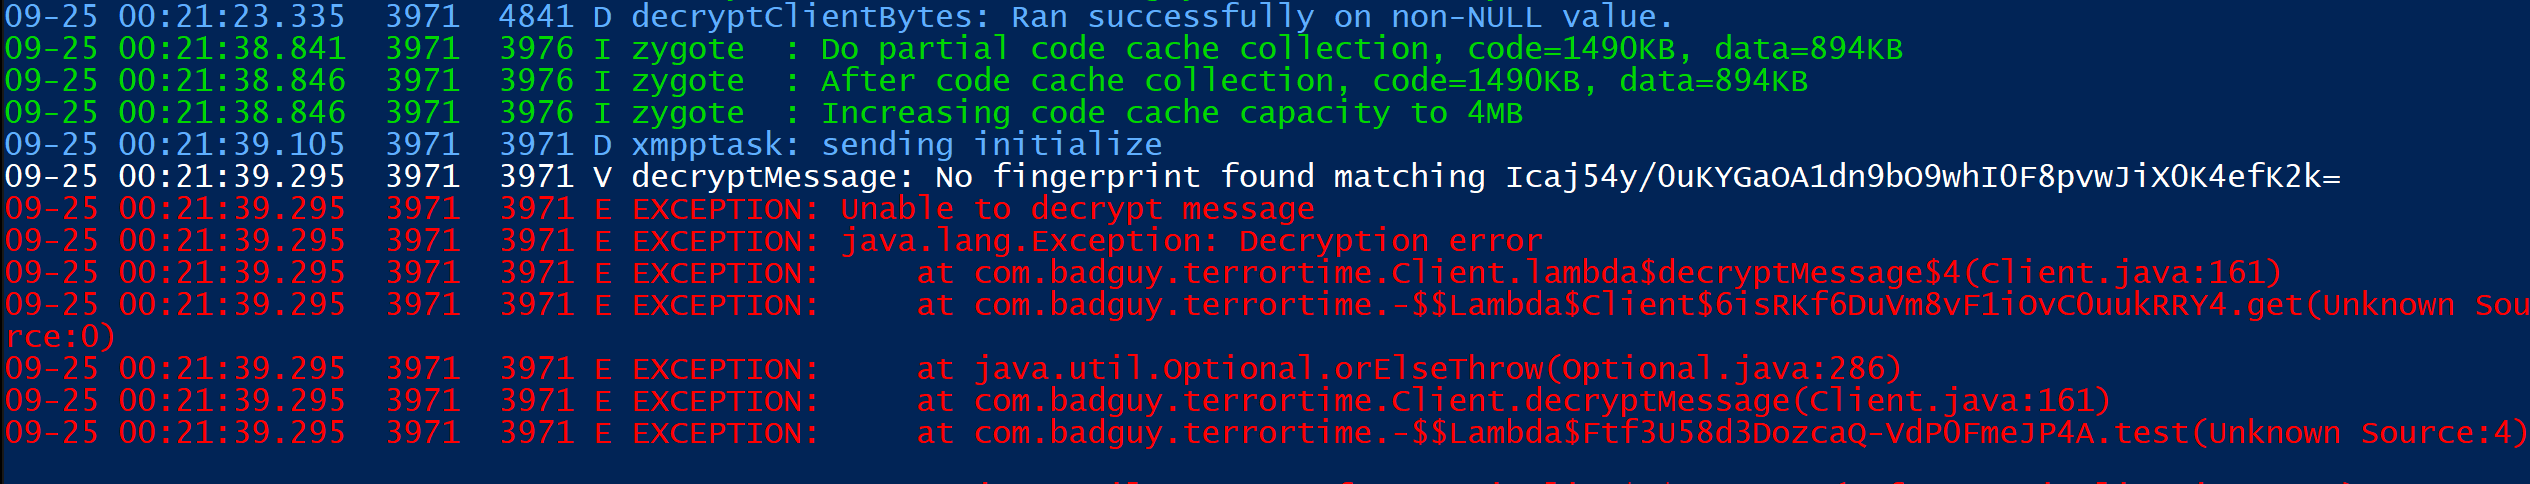 09-25 00:21:23.335  3971  4841 D decryptClientBytes: Ran successfully on non-NULL value.
09-25 00:21:38.841  3971  3976 I zygote  : Do partial code cache collection, code=1490KB, data=894KB
09-25 00:21:38.846  3971  3976 I zygote  : After code cache collection, code=1490KB, data=894KB
09-25 00:21:38.846  3971  3976 I zygote  : Increasing code cache capacity to 4MB
09-25 00:21:39.105  3971  3971 D xmpptask: sending initialize
09-25 00:21:39.295  3971  3971 V decryptMessage: No fingerprint found matching Icaj54y/0uKYGaOA1dn9bO9whI0F8pvwJiX0K4efK2k=
09-25 00:21:39.295  3971  3971 E EXCEPTION: Unable to decrypt message
09-25 00:21:39.295  3971  3971 E EXCEPTION: java.lang.Exception: Decryption error
09-25 00:21:39.295  3971  3971 E EXCEPTION:     at com.badguy.terrortime.Client.lambda$decryptMessage$4(Client.java:161)
09-25 00:21:39.295  3971  3971 E EXCEPTION:     at com.badguy.terrortime.-$$Lambda$Client$6isRKf6DuVm8vF1iOvC0uukRRY4.get(Unknown Sou
rce:0)
09-25 00:21:39.295  3971  3971 E EXCEPTION:     at java.util.Optional.orElseThrow(Optional.java:286)
09-25 00:21:39.295  3971  3971 E EXCEPTION:     at com.badguy.terrortime.Client.decryptMessage(Client.java:161)
09-25 00:21:39.295  3971  3971 E EXCEPTION:     at com.badguy.terrortime.-$$Lambda$Ftf3U58d3DozcaQ-VdP0FmeJP4A.test(Unknown Source:4)